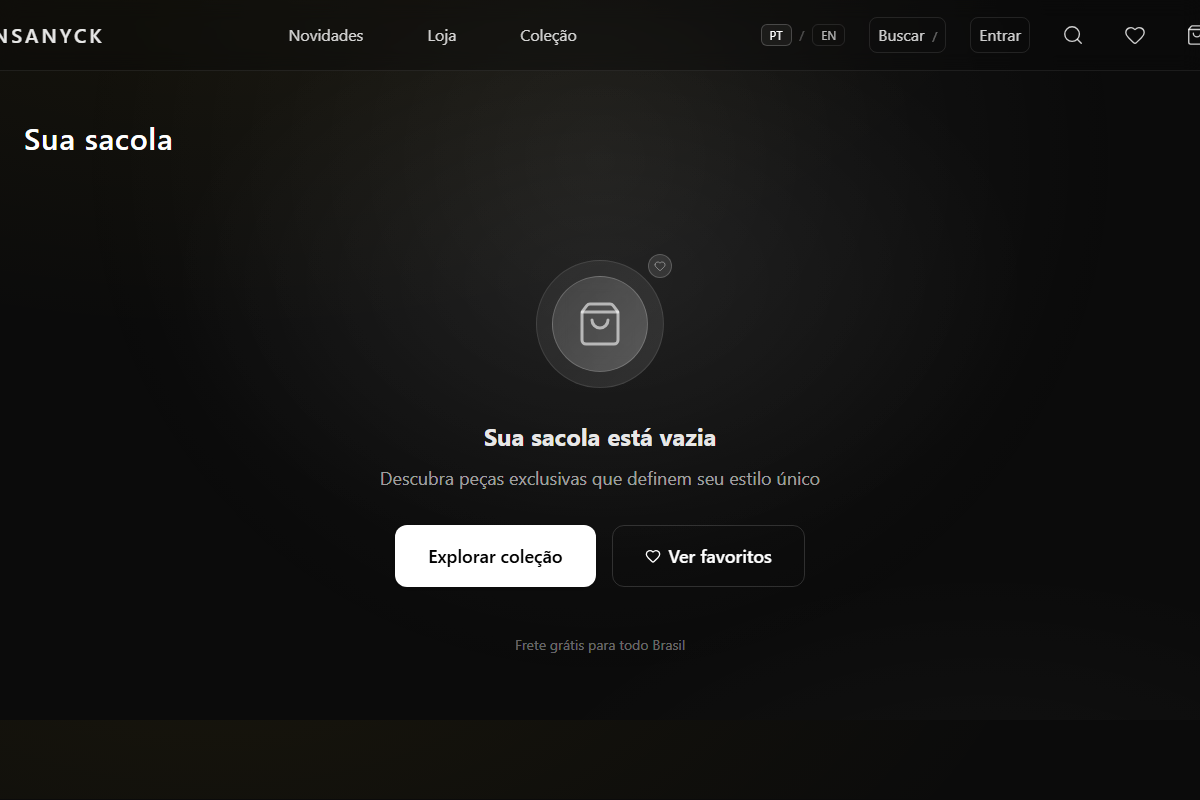 NSANYCK
Novidades
Loja
Coleção
PT / EN
Buscar /
Entrar
Sua sacola
Sua sacola está vazia
Descubra peças exclusivas que definem seu estilo único
Explorar coleção
Ver favoritos
Frete grátis para todo Brasil